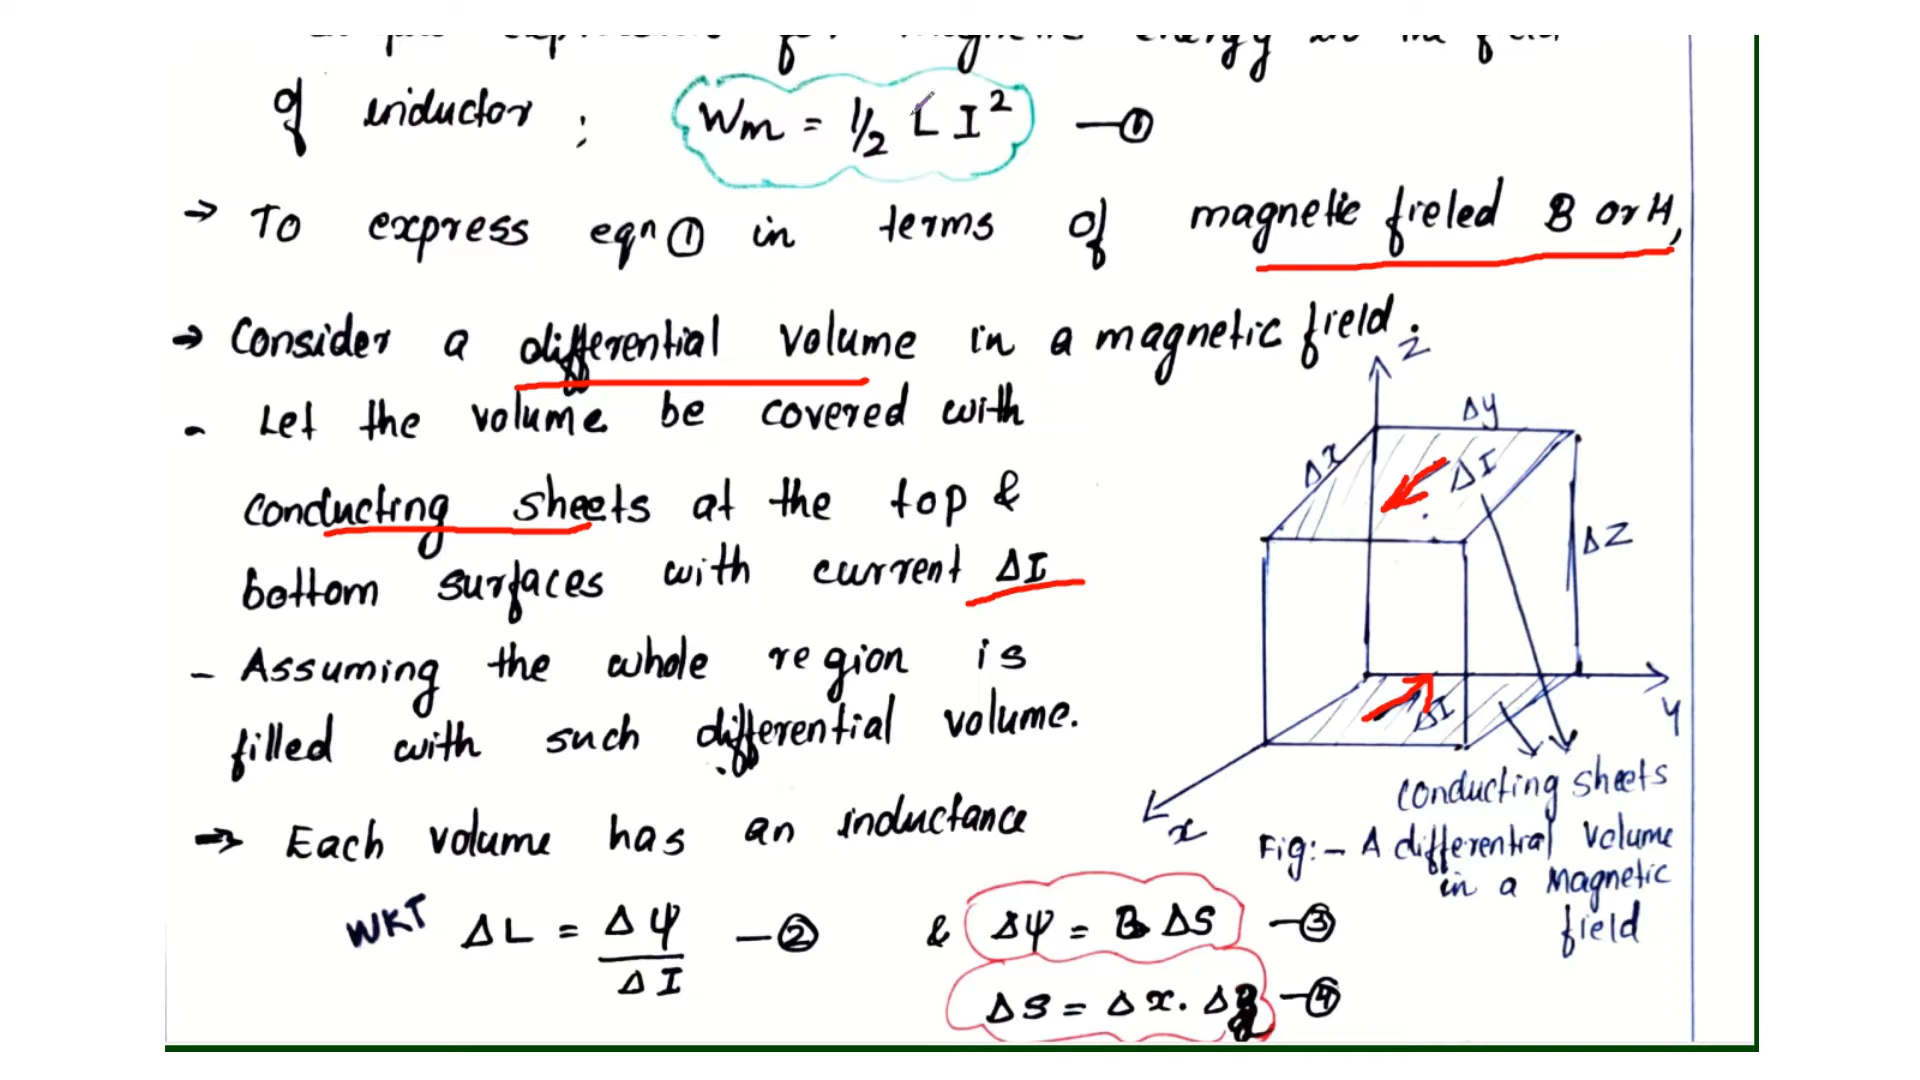 of inductor ; Wm = 1/2 L I² —①
→ To express eqn ① in terms of magnetic freled B or H,
→ Consider a differential volume in a magnetic field.
- Let the volume be covered with
conducting sheets at the top &
bottom surfaces with current ΔI
- Assuming the whole region is
filled with such differential volume.
⇒ Each volume has an inductance
WKT ΔL = Δψ / ΔI —② & Δψ = B ΔS —③
ΔS = Δx. Δz —④
Z
Δy
Δx
ΔI
ΔZ
ΔI
y
x
conducting sheets
Fig:- A differential volume
in a Magnetic
field